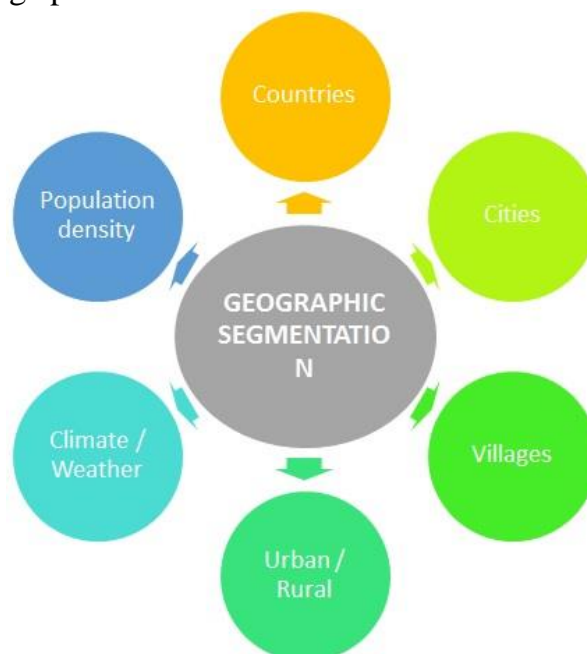 Countries
Population
density
Cities
GEOGRAPHIC
SEGMENTATIO
N
Climate /
Weather
Villages
Urban /
Rural